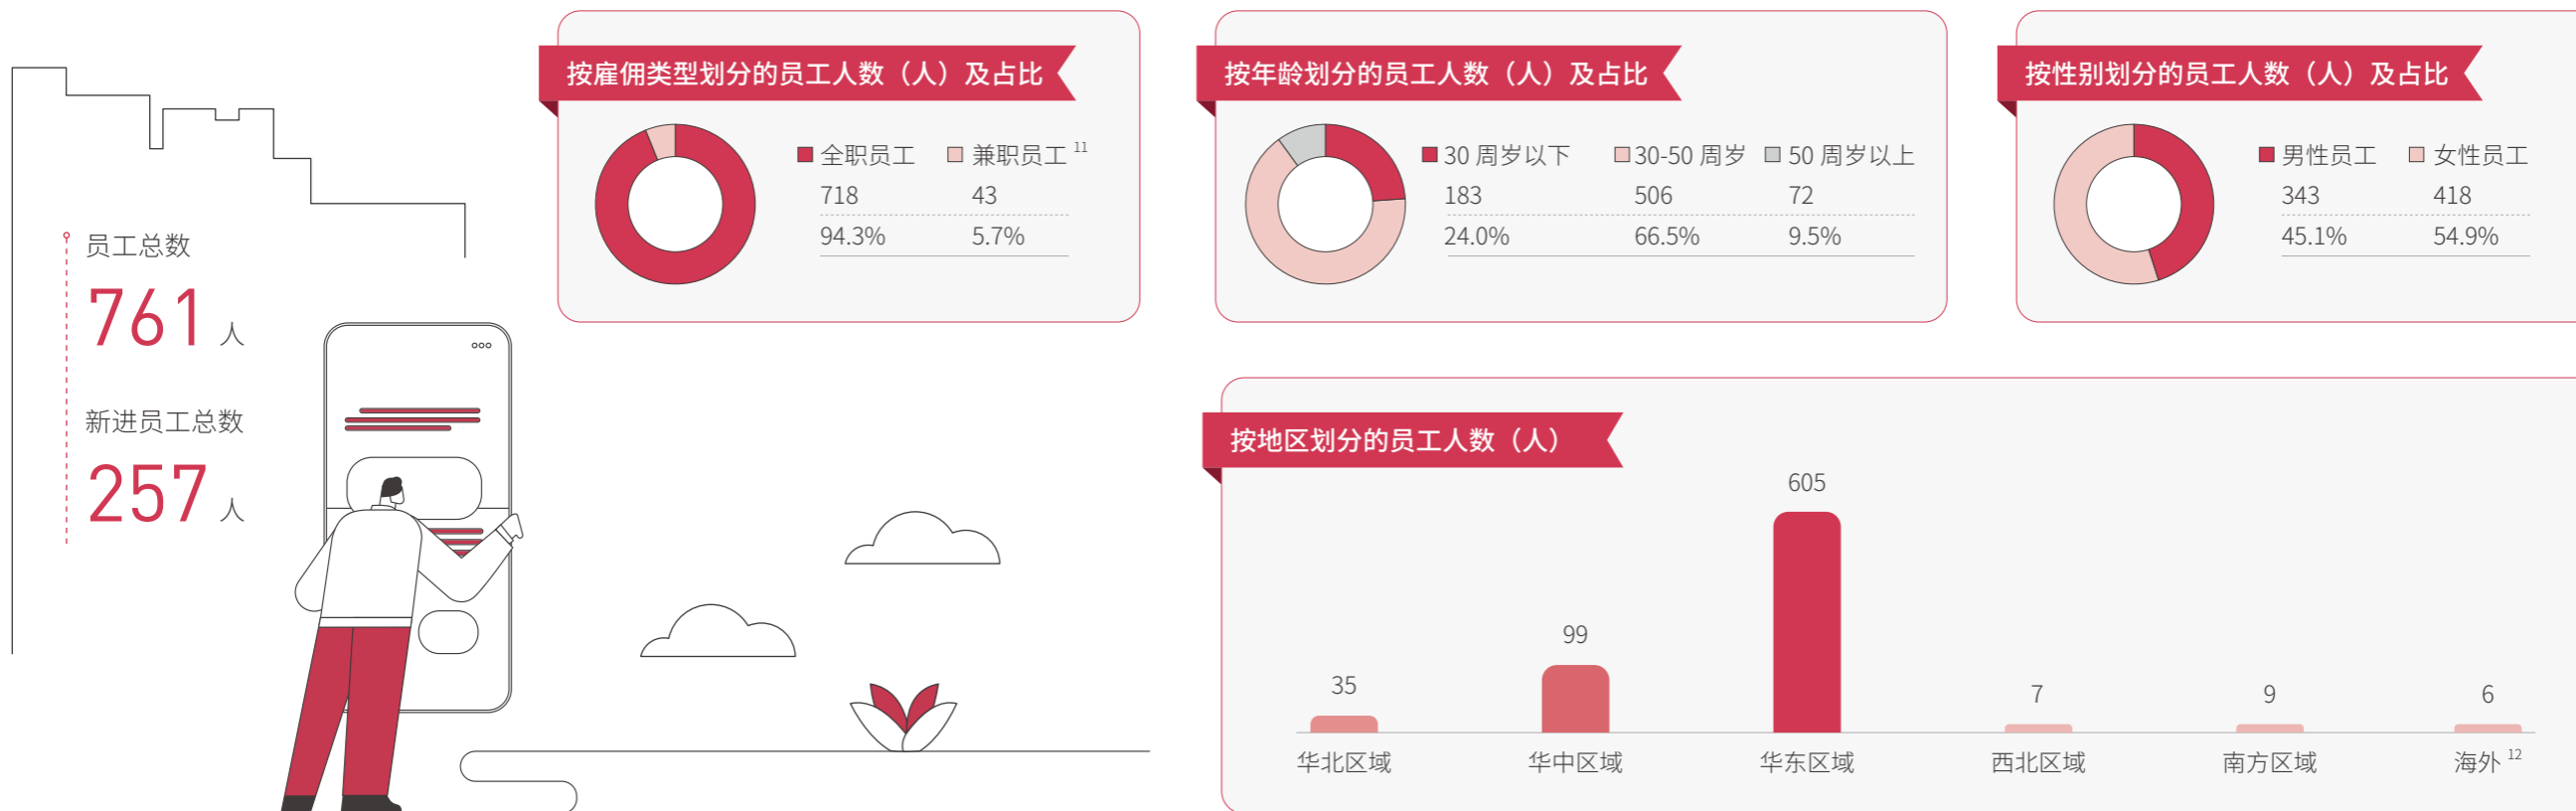 员工总数
761 人
新进员工总数
257 人
按雇佣类型划分的员工人数（人）及占比
全职员工 兼职员工 11
718 43
94.3% 5.7%
按年龄划分的员工人数（人）及占比
30 周岁以下 30-50 周岁 50 周岁以上
183 506 72
24.0% 66.5% 9.5%
按性别划分的员工人数（人）及占比
男性员工 女性员工
343 418
45.1% 54.9%
按地区划分的员工人数（人）
35 99 605 7 9 6
华北区域 华中区域 华东区域 西北区域 南方区域 海外 12